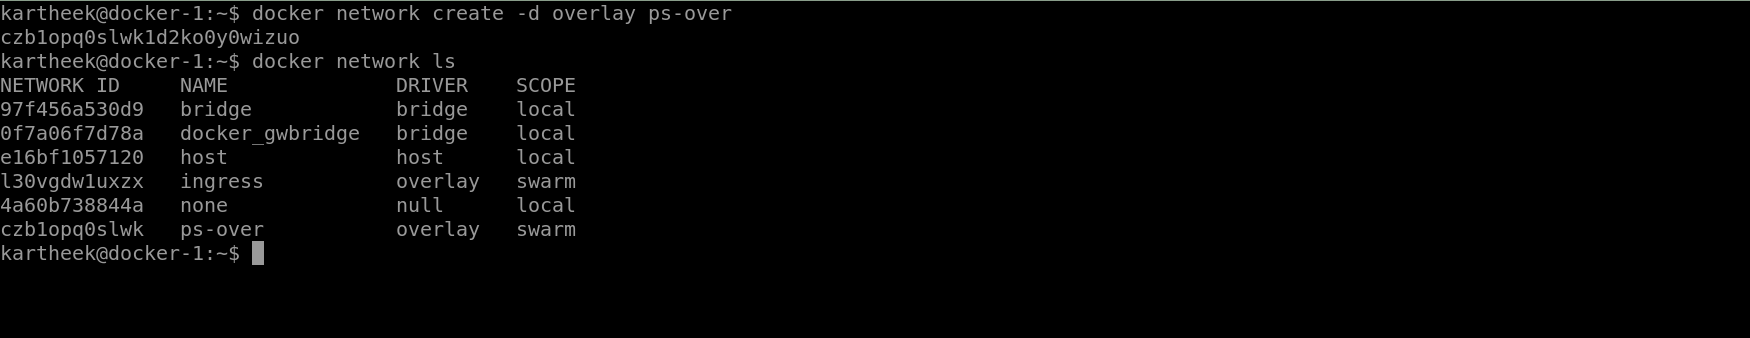 kartheek@docker-1:~$ docker network create -d overlay ps-over
czb1opq0slwk1d2ko0y0wizuo
kartheek@docker-1:~$ docker network ls
NETWORK ID     NAME              DRIVER    SCOPE
97f456a530d9   bridge            bridge    local
0f7a06f7d78a   docker_gwbridge   bridge    local
e16bf1057120   host              host      local
l30vgdw1uxzx   ingress           overlay   swarm
4a60b738844a   none              null      local
czb1opq0slwk   ps-over           overlay   swarm
kartheek@docker-1:~$